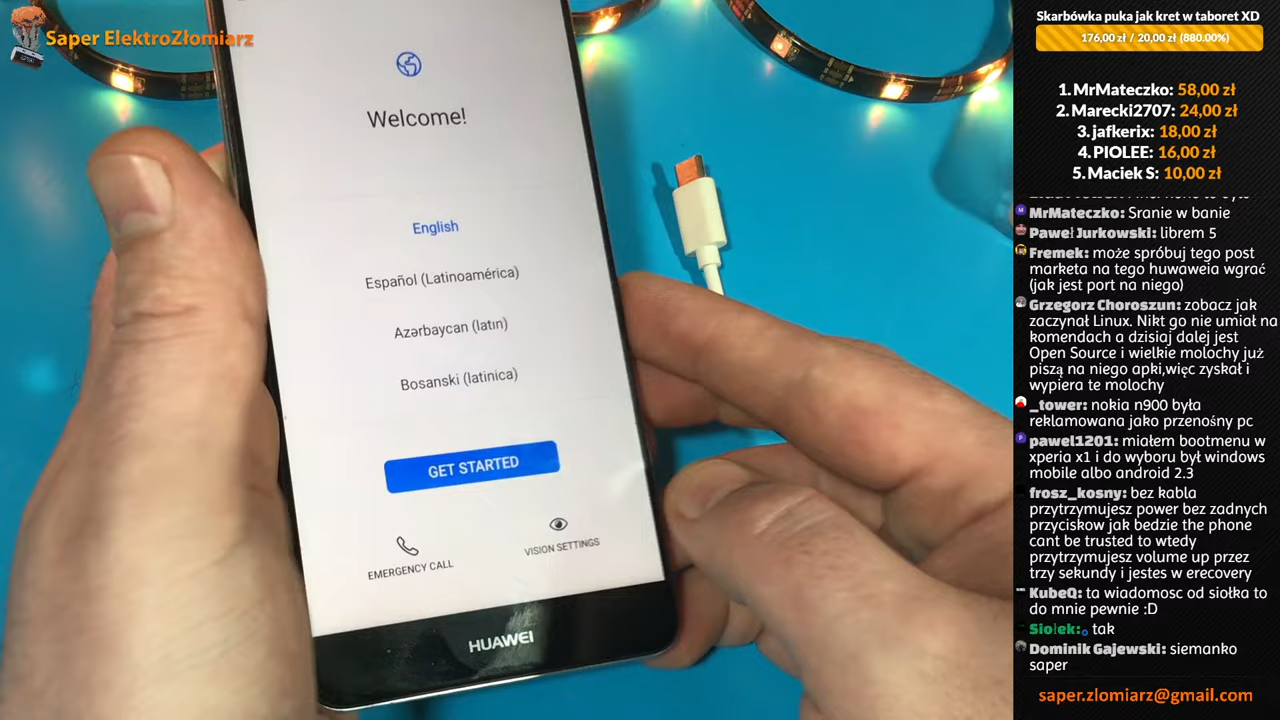 Saper ElektroZłomiarz
Welcome!
English
Español (Latinoamérica)
Azərbaycan (latın)
Bosanski (latinica)
GET STARTED
EMERGENCY CALL
VISION SETTINGS
HUAWEI
Skarbówka puka jak kret w taboret XD
176,00 zł / 20,00 zł (880.00%)
1. MrMateczko: 58,00 zł
2. Marecki2707: 24,00 zł
3. jafkerix: 18,00 zł
4. PIOLEE: 16,00 zł
5. Maciek S: 10,00 zł
MrMateczko: Sranie w banie
Paweł Jurkowski: librem 5
Fremek: może spróbuj tego post
marketa na tego huwaweia wgrać
(jak jest port na niego)
Grzegorz Choroszun: zobacz jak
zaczynał Linux. Nikt go nie umiał na
komendach a dzisiaj dalej jest
Open Source i wielkie molochy już
piszą na niego apki,więc zyskał i
wypiera te molochy
_tower: nokia n900 była
reklamowana jako przenośny pc
pawel1201: miałem bootmenu w
xperia x1 i do wyboru był windows
mobile albo android 2.3
frosz_kosny: bez kabla
przytrzymujesz power bez zadnych
przyciskow jak bedzie the phone
cant be trusted to wtedy
przytrzymujesz volume up przez
trzy sekundy i jestes w erecovery
KubeQ: ta wiadomosc od siołka to
do mnie pewnie :D
Siołek: tak
Dominik Gajewski: siemanko
saper
saper.zlomiarz@gmail.com